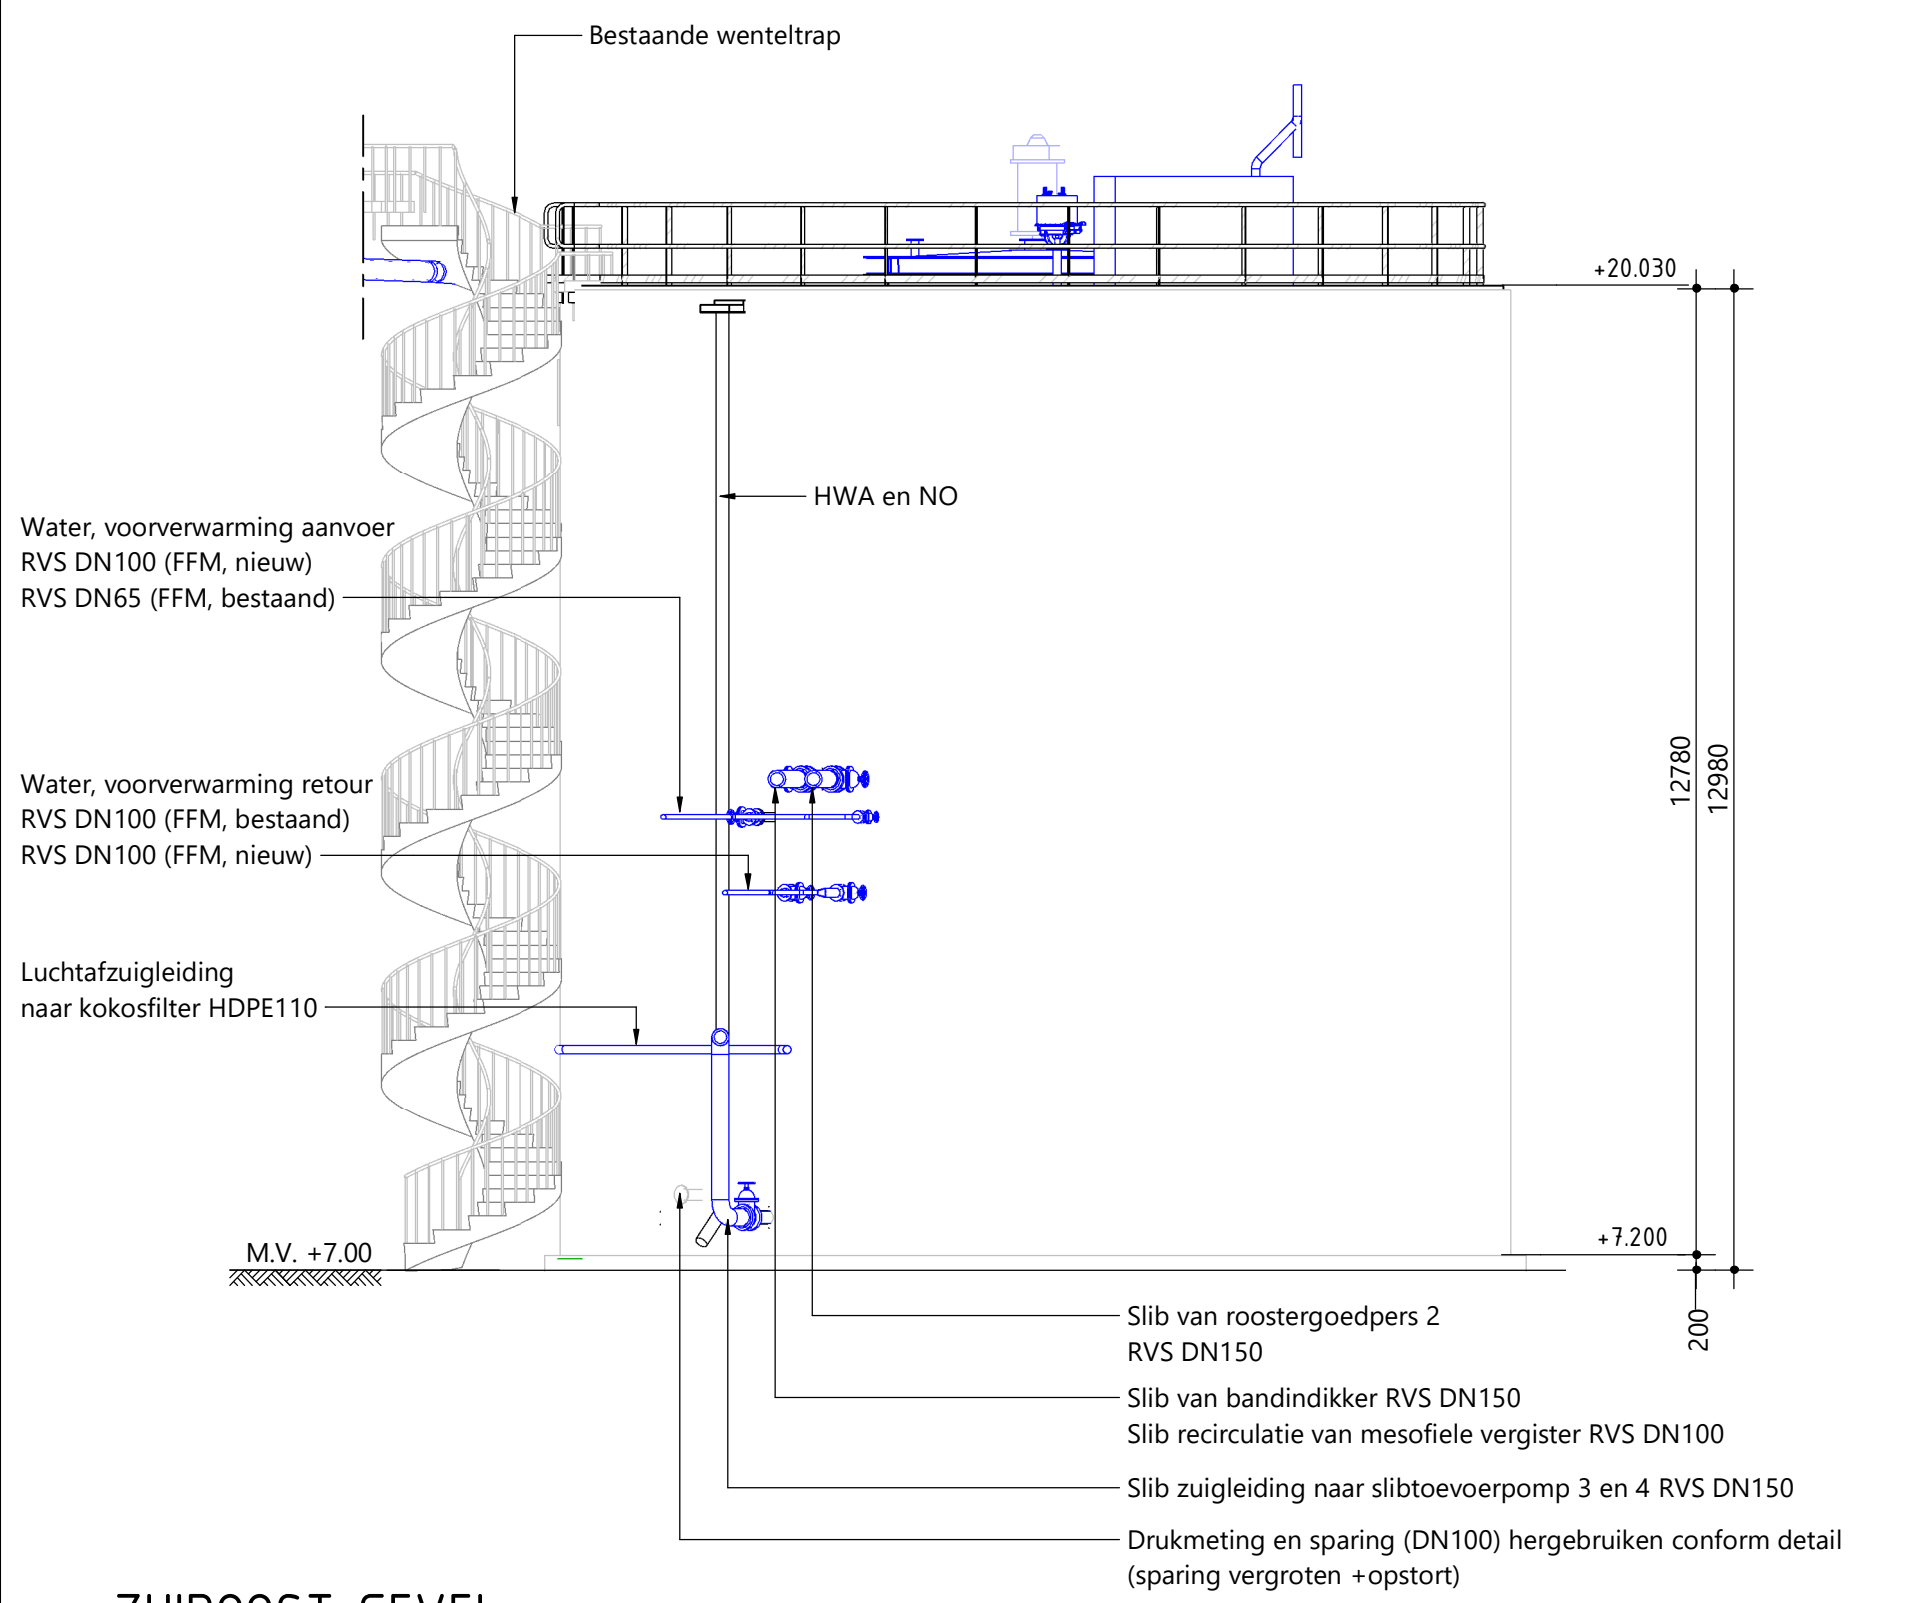 Bestaande wenteltrap
+20.030
HWA en NO
Water, voorverwarming aanvoer
RVS DN100 (FFM, nieuw)
RVS DN65 (FFM, bestaand)
12780
12980
Water, voorverwarming retour
RVS DN100 (FFM, bestaand)
RVS DN100 (FFM, nieuw)
Luchtafzuigleiding
naar kokosfilter HDPE110
M.V. +7.00
+7.200
200
Slib van roostergoedpers 2
RVS DN150
Slib van bandindikker RVS DN150
Slib recirculatie van mesofiele vergister RVS DN100
Slib zuigleiding naar slibtoevoerpomp 3 en 4 RVS DN150
Drukmeting en sparing (DN100) hergebruiken conform detail
(sparing vergroten +opstort)
ZUIDOOST GEVEL